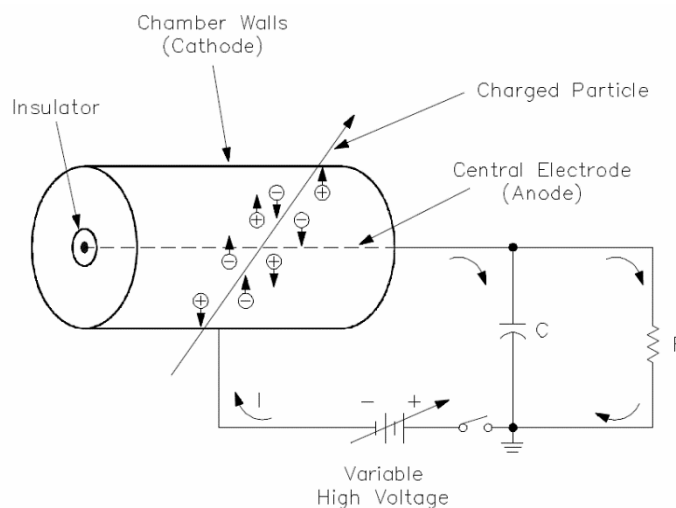 Chamber Walls
(Cathode)
Insulator
Charged Particle
Central Electrode
(Anode)
C
R
I
- +
Variable
High Voltage